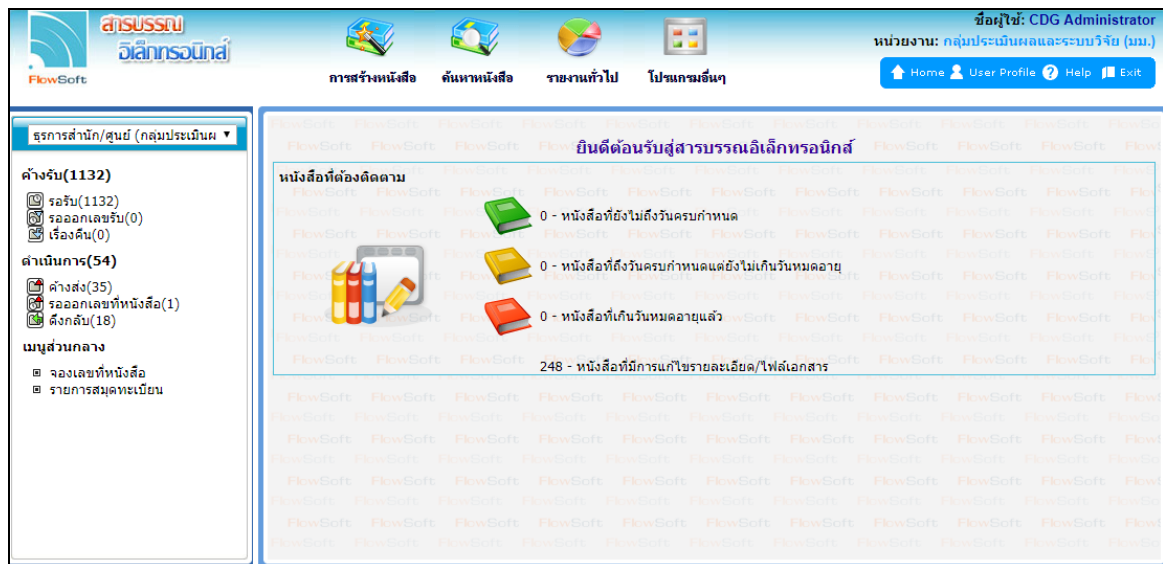 สารบรรณ
อิเล็กทรอนิกส์
FlowSoft
การสร้างหนังสือ
ค้นหาหนังสือ
รายงานทั่วไป
โปรแกรมอื่นๆ
ชื่อผู้ใช้: CDG Administrator
หน่วยงาน: กลุ่มประเมินผลและระบบวิจัย (มม.)
Home User Profile ? Help Exit
ธุรการสำนัก/ศูนย์ (กลุ่มประเมินผ
ค้างรับ(1132)
รอรับ(1132)
รอออกเลขรับ(0)
เรื่องคืน(0)
ดำเนินการ(54)
ค้างส่ง(35)
รอออกเลขที่หนังสือ(1)
ดึงกลับ(18)
เมนูส่วนกลาง
จองเลขที่หนังสือ
รายการสมุดทะเบียน
ยินดีต้อนรับสู่สารบรรณอิเล็กทรอนิกส์
หนังสือที่ต้องติดตาม
0 - หนังสือที่ยังไม่ถึงวันครบกำหนด
0 - หนังสือที่ถึงวันครบกำหนดแต่ยังไม่เกินวันหมดอายุ
0 - หนังสือที่เกินวันหมดอายุแล้ว
248 - หนังสือที่มีการแก้ไขรายละเอียด/ไฟล์เอกสาร